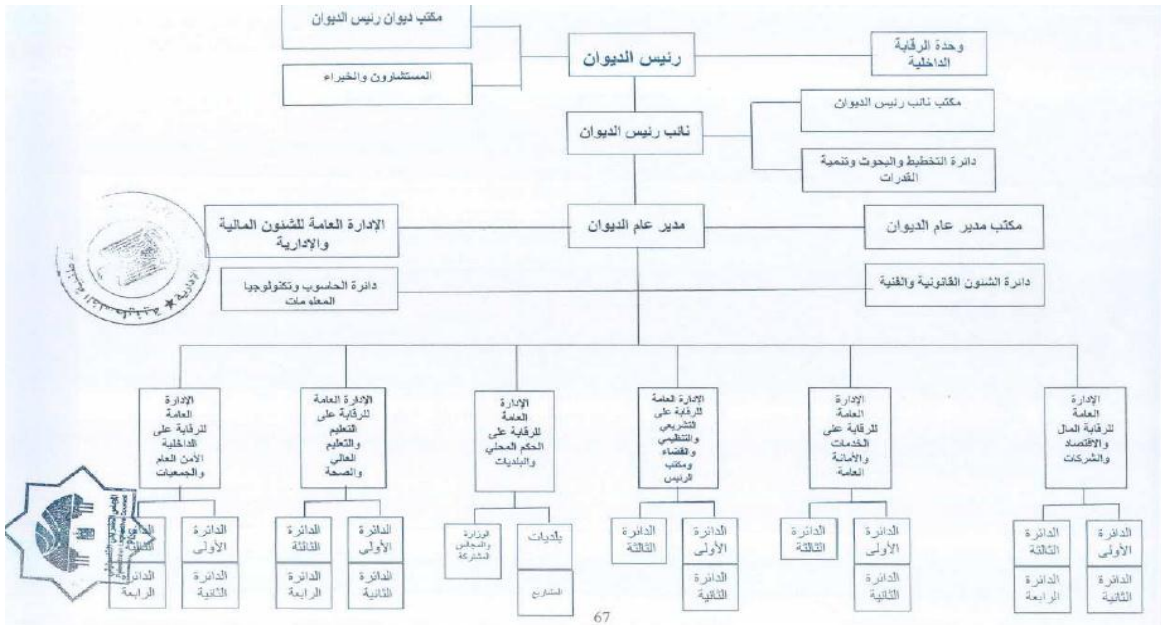 مكتب ديوان رئيس الديوان
رئيس الديوان
وحدة الرقابة
الداخلية
المستشارون والخبراء
مكتب نائب رئيس الديوان
نائب رئيس الديوان
دائرة التخطيط والبحوث وتنمية
القدرات
مكتب مدير عام الديوان
مدير عام الديوان
الإدارة العامة للشئون المالية
والإدارية
دائرة الشئون القانونية والفنية
دائرة الحاسوب وتكنولوجيا
المعلومات
الإدارة
العامة
للرقابة المال
والاقتصاد
والشركات
الإدارة
العامة
للرقابة على
الخدمات
والأمانة
العامة
الإدارة العامة
للرقابة على
التشريعي
والتنظيمي
والقضاء
ومكتب
الرئيس
الإدارة
العامة
للرقابة على
الحكم المحلي
والبلديات
الإدارة العامة
للرقابة على
التعليم
والتعليم
العالي
والصحة
الإدارة
العامة
للرقابة على
الداخلية
الأمن العام
والجمعيات
الدائرة
الأولى
الدائرة
الثالثة
الدائرة
الثانية
الدائرة
الرابعة
الدائرة
الأولى
الدائرة
الثالثة
الدائرة
الثانية
الدائرة
الأولى
الدائرة
الثالثة
الدائرة
الثانية
بلديات
الوزارة
والمجالس
المشتركة
المشاريع
الدائرة
الأولى
الدائرة
الثالثة
الدائرة
الثانية
الدائرة
الرابعة
الدائرة
الأولى
الدائرة
الثالثة
الدائرة
الثانية
الدائرة
الرابعة
67